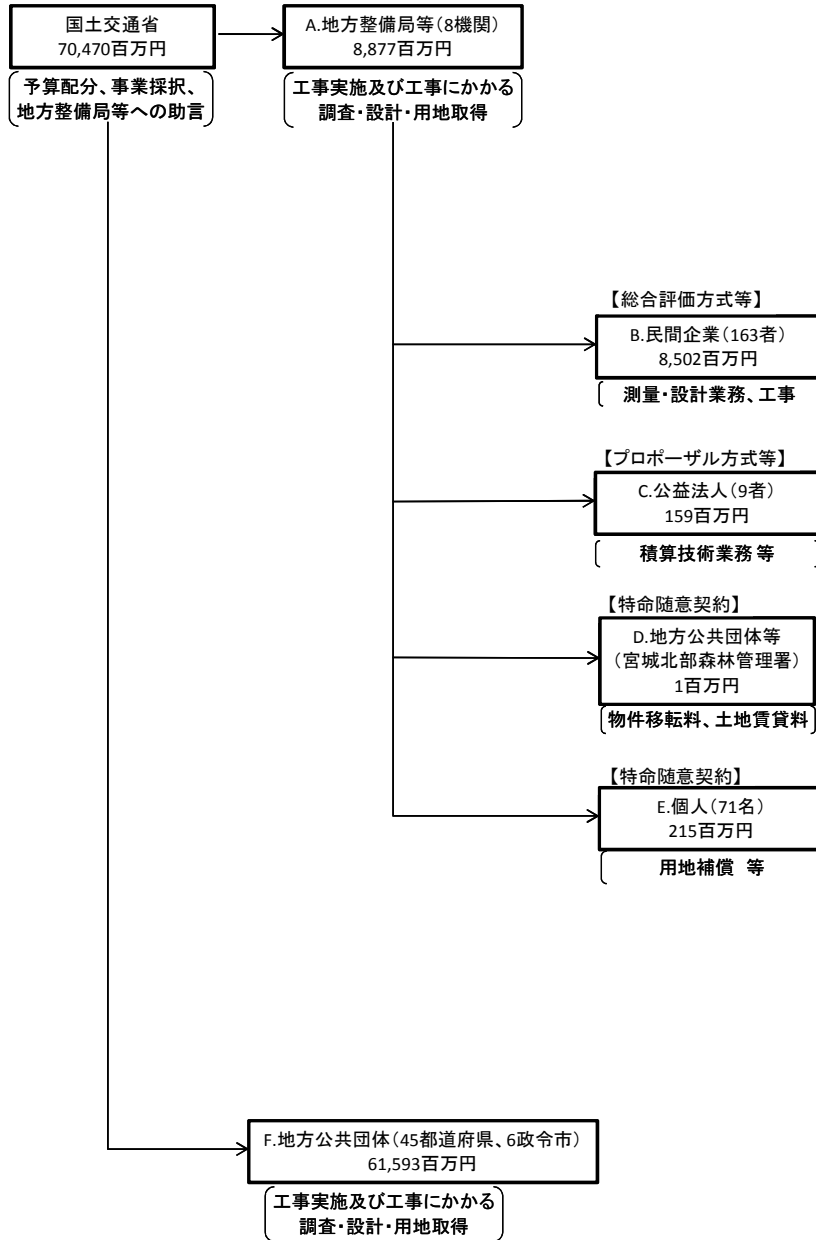 国土交通省
70,470百万円
予算配分、事業採択、
地方整備局等への助言
A.地方整備局等(8機関)
8,877百万円
工事実施及び工事にかかる
調査・設計・用地取得
【総合評価方式等】
B.民間企業(163者)
8,502百万円
測量・設計業務、工事
【プロポーザル方式等】
C.公益法人(9者)
159百万円
積算技術業務 等
【特命随意契約】
D.地方公共団体等
(宮城北部森林管理署)
1百万円
物件移転料、土地賃貸料
【特命随意契約】
E.個人(71名)
215百万円
用地補償 等
F.地方公共団体(45都道府県、6政令市)
61,593百万円
工事実施及び工事にかかる
調査・設計・用地取得